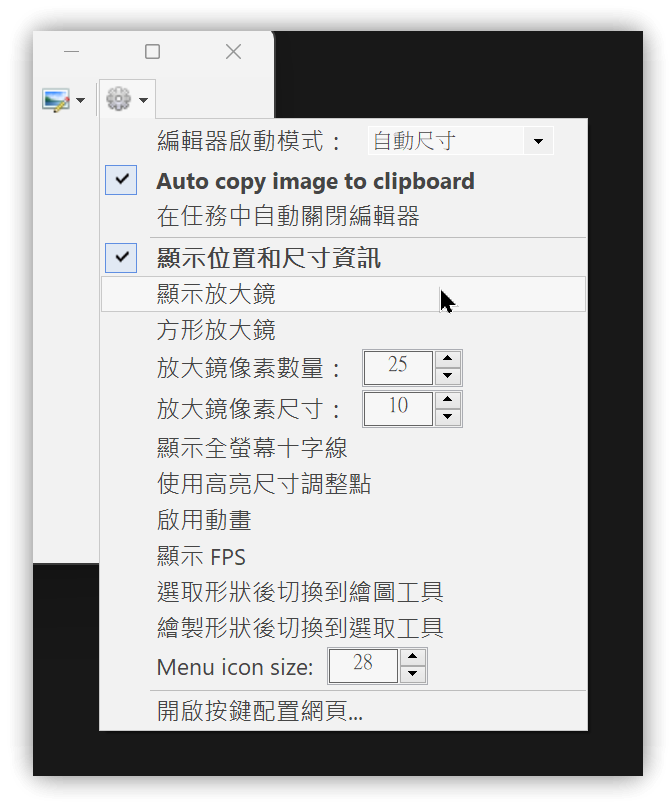 編輯器啟動模式： 自動尺寸
Auto copy image to clipboard
在任務中自動關閉編輯器
顯示位置和尺寸資訊
顯示放大鏡
方形放大鏡
放大鏡像素數量： 25
放大鏡像素尺寸： 10
顯示全螢幕十字線
使用高亮尺寸調整點
啟用動畫
顯示 FPS
選取形狀後切換到繪圖工具
繪製形狀後切換到選取工具
Menu icon size: 28
開啟按鍵配置網頁...